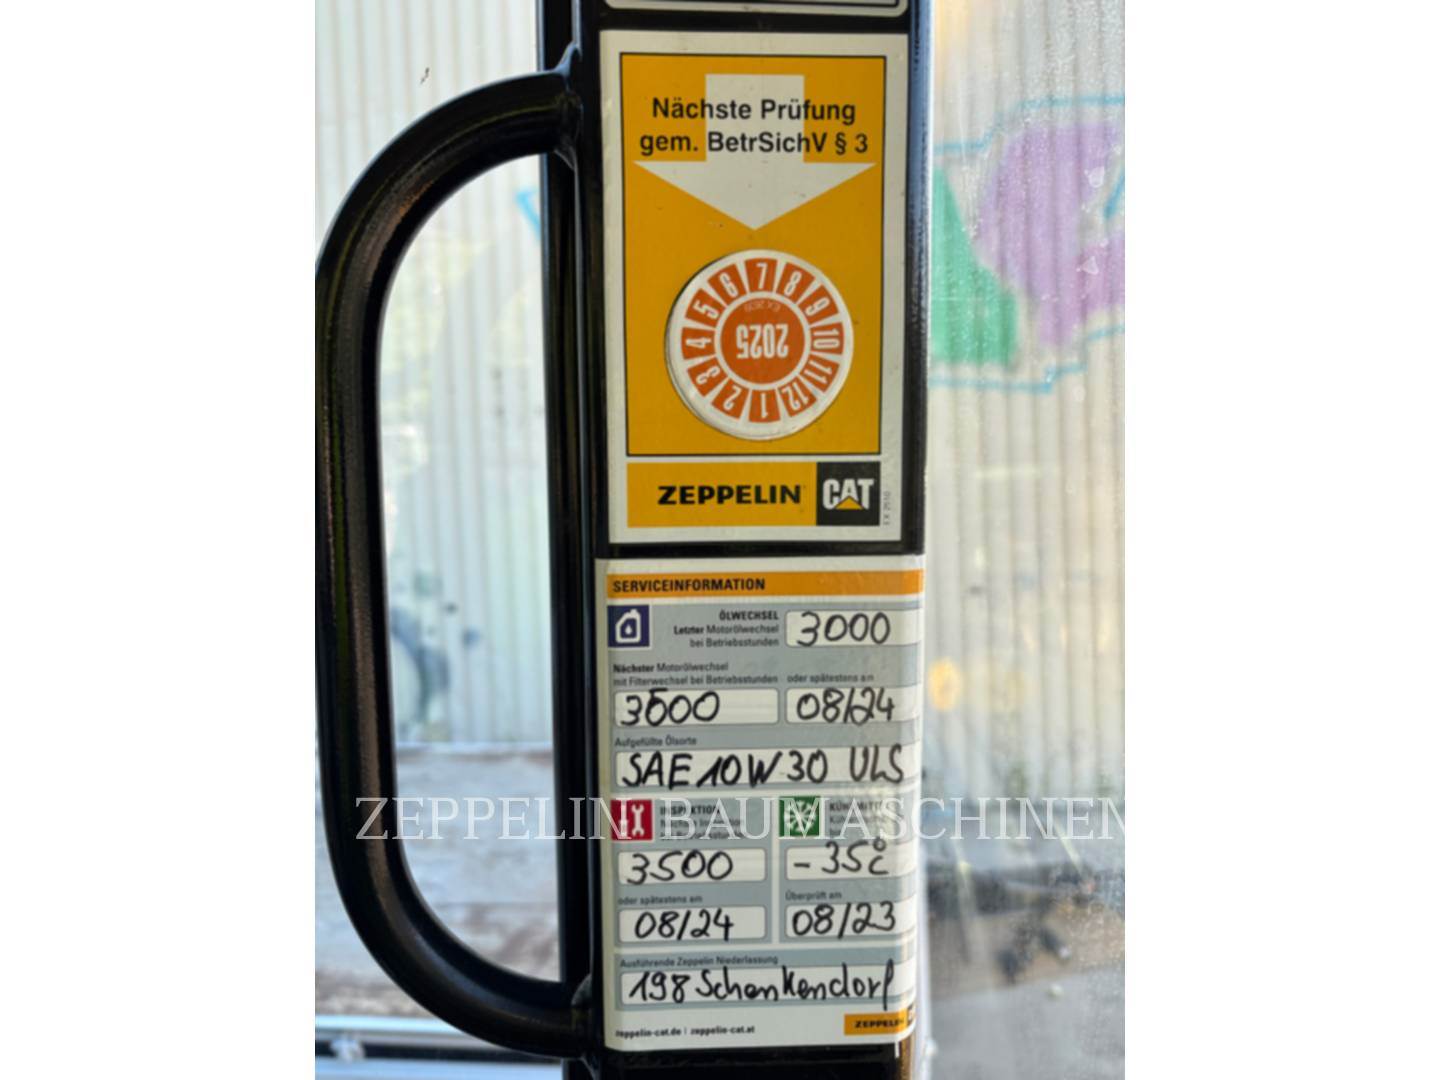 Nächste Prüfung
gem. BetrSichV § 3
1 2 3 4 5 6 7 8 9 10 11 12
2025
ZEPPELIN CAT
EX 2510
SERVICEINFORMATION
ÖLWECHSEL
Letzter Motorölwechsel
bei Betriebsstunden
3000
Nächster Motorölwechsel
mit Filterwechsel bei Betriebsstunden
3500
oder spätestens am
08/24
Aufgefüllte Ölsorte
SAE 10W30 ULS
INSPEKTION
3500
-35°C
oder spätestens am
08/24
Überprüft am
08/23
Ausführende Zeppelin Niederlassung
198 Schenkendorf
zeppelin-cat.de | zeppelin-cat.at
ZEPPELIN
ZEPPELIN BAUMASCHINEN